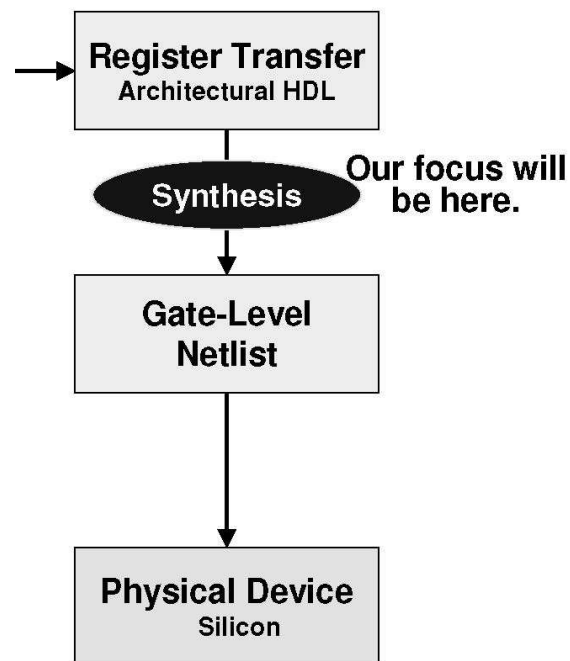 Register Transfer
Architectural HDL
Synthesis
Our focus will
be here.
Gate-Level
Netlist
Physical Device
Silicon